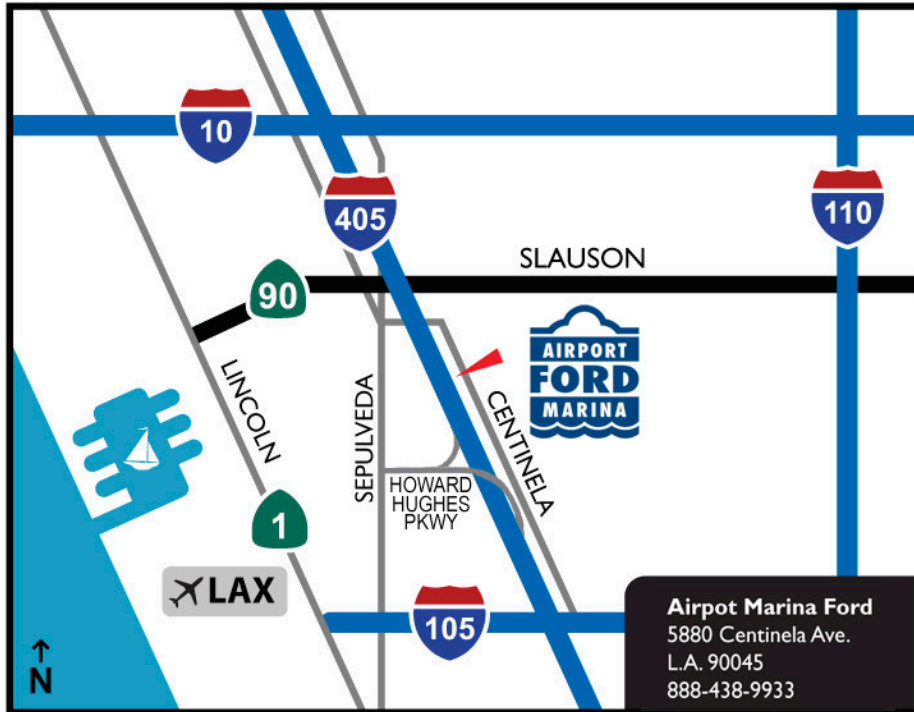 10
405
110
SLAUSON
90
AIRPORT
FORD
MARINA
LINCOLN
SEPULVEDA
CENTINELA
HOWARD
HUGHES
PKWY
1
LAX
105
N
Airpot Marina Ford
5880 Centinela Ave.
L.A. 90045
888-438-9933